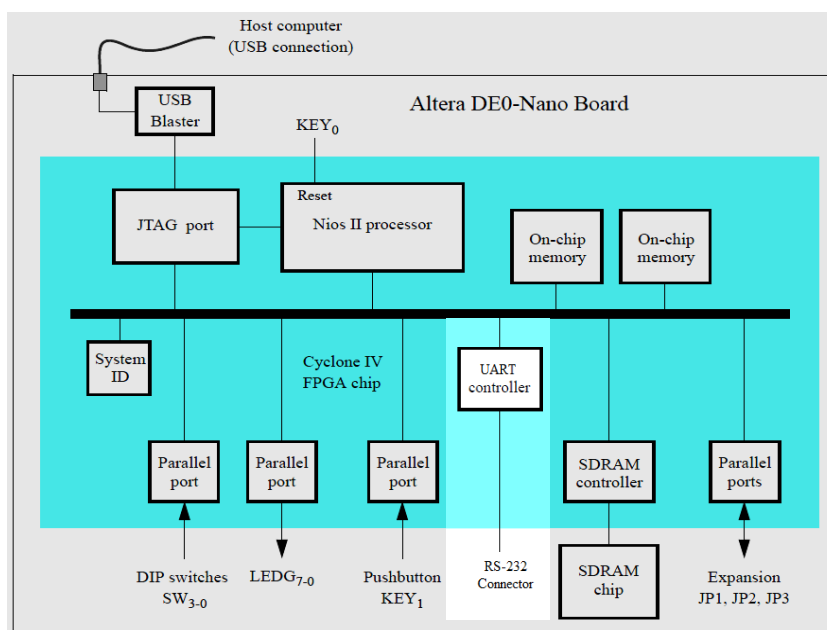 Host computer
(USB connection)
USB
Blaster
Altera DE0-Nano Board
KEY0
Reset
JTAG port
Nios II processor
On-chip
memory
On-chip
memory
System
ID
Cyclone IV
FPGA chip
UART
controller
Parallel
port
Parallel
port
Parallel
port
SDRAM
controller
Parallel
ports
DIP switches
SW3-0
LEDG7-0
Pushbutton
KEY1
RS-232
Connector
SDRAM
chip
Expansion
JP1, JP2, JP3